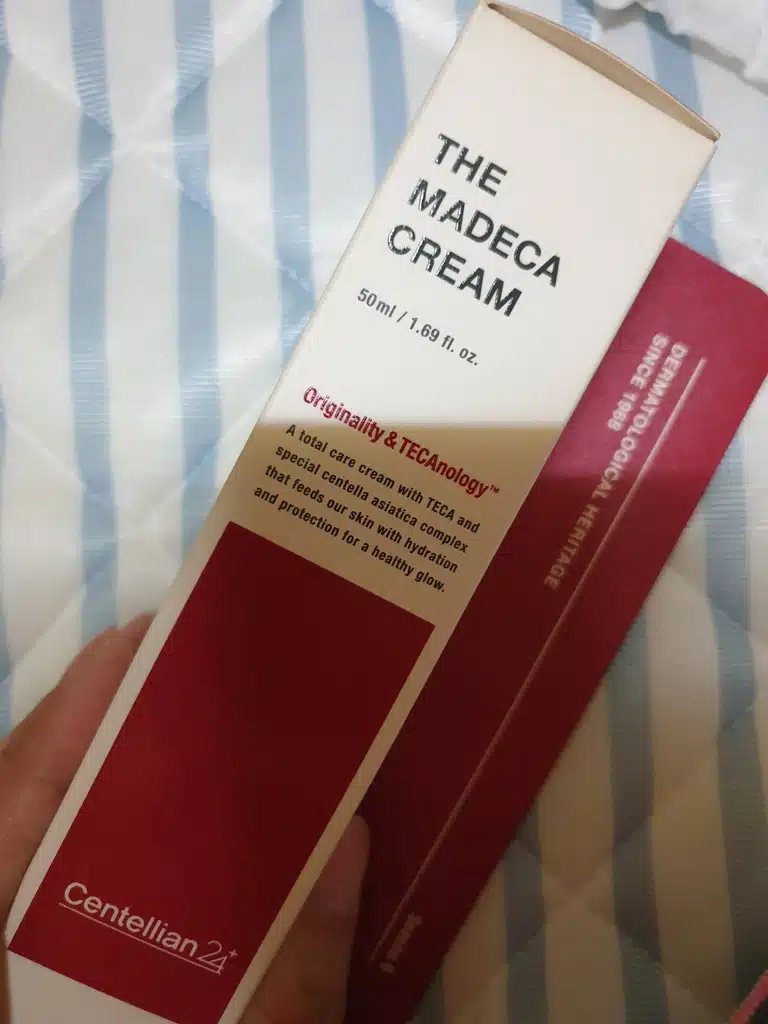 THE
MADECA
CREAM
50ml / 1.69 fl. oz.
Originality & TECAnology™
A total care cream with TECA and
special centella asiatica complex
that feeds our skin with hydration
and protection for a healthy glow.
Centellian24+
DERMATOLOGICAL HERITAGE
SINCE 1968